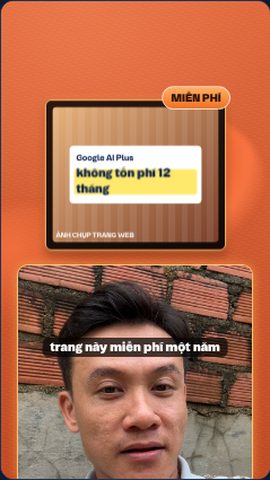 MIỄN PHÍ
Google AI Plus
không tốn phí 12
tháng
ẢNH CHỤP TRANG WEB
trang này miễn phí một năm